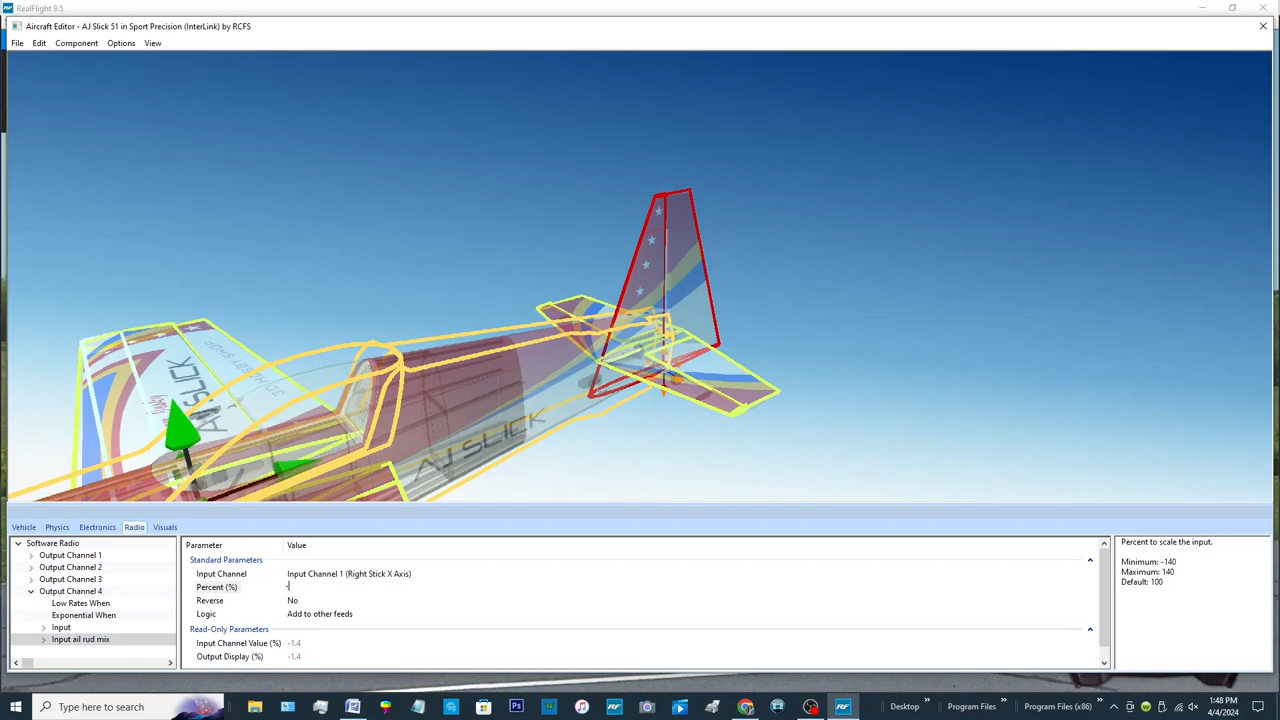 RealFlight 9.5
Aircraft Editor - AJ Slick 51 in Sport Precision (InterLink) by RCFS
File Edit Component Options View
AJ SLICK
3D HOBBY SHOP
AJ SLICK
Vehicle Physics Electronics Radio Visuals
Software Radio
Output Channel 1
Output Channel 2
Output Channel 3
Output Channel 4
Low Rates When
Exponential When
Input
Input ail rud mix
Parameter Value
Standard Parameters
Input Channel Input Channel 1 (Right Stick X Axis)
Percent (%) -
Reverse No
Logic Add to other feeds
Read-Only Parameters
Input Channel Value (%) -1.4
Output Display (%) -1.4
Percent to scale the input.
Minimum: -140
Maximum: 140
Default: 100
Type here to search
Desktop
Program Files
Program Files (x86)
1:48 PM
4/4/2024